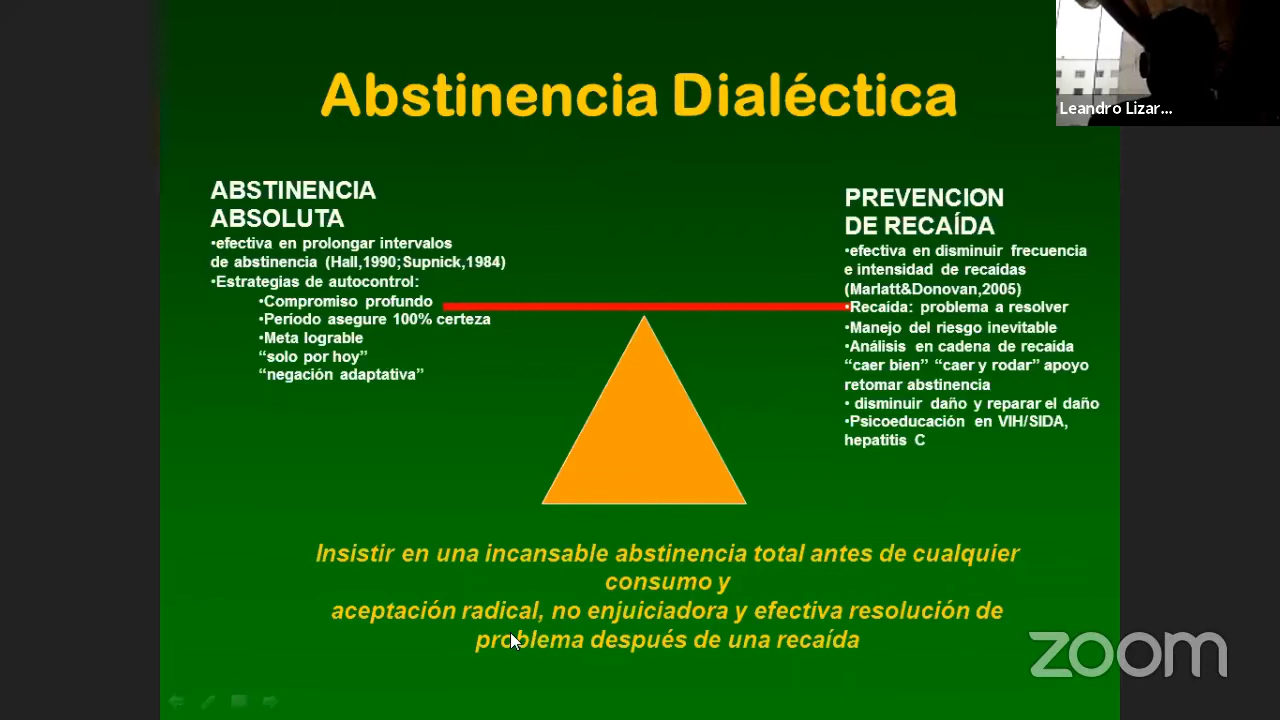 Abstinencia Dialéctica
Leandro Lizar...
ABSTINENCIA
ABSOLUTA
•efectiva en prolongar intervalos
de abstinencia (Hall,1990;Supnick,1984)
•Estrategias de autocontrol:
•Compromiso profundo
•Período asegure 100% certeza
•Meta lograble
“solo por hoy”
“negación adaptativa”
PREVENCION
DE RECAÍDA
•efectiva en disminuir frecuencia
e intensidad de recaídas
(Marlatt&Donovan,2005)
•Recaída: problema a resolver
•Manejo del riesgo inevitable
•Análisis en cadena de recaída
“caer bien” “caer y rodar” apoyo
retomar abstinencia
• disminuir daño y reparar el daño
•Psicoeducación en VIH/SIDA,
hepatitis C
Insistir en una incansable abstinencia total antes de cualquier
consumo y
aceptación radical, no enjuiciadora y efectiva resolución de
problema después de una recaída
zoom